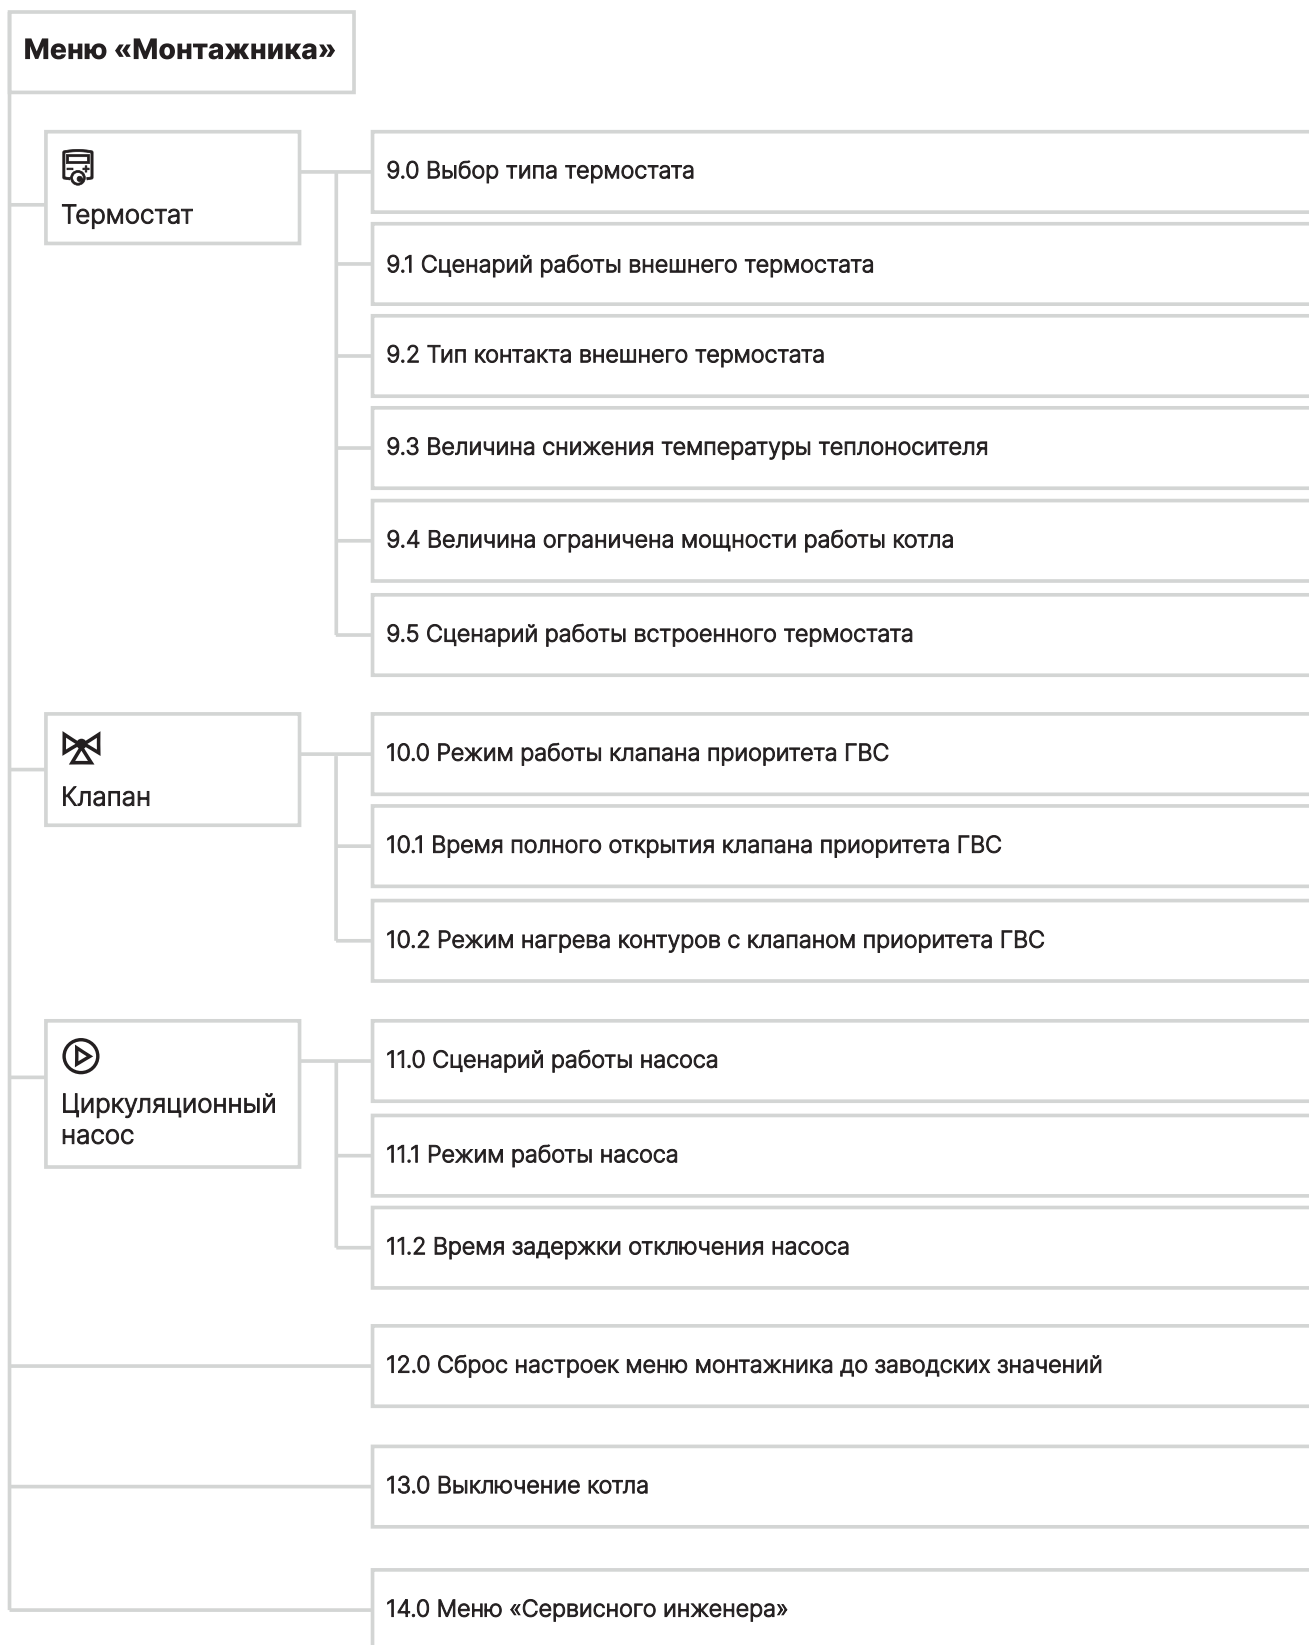 Меню «Монтажника»
Термостат
9.0 Выбор типа термостата
9.1 Сценарий работы внешнего термостата
9.2 Тип контакта внешнего термостата
9.3 Величина снижения температуры теплоносителя
9.4 Величина ограничена мощности работы котла
9.5 Сценарий работы встроенного термостата
Клапан
10.0 Режим работы клапана приоритета ГВС
10.1 Время полного открытия клапана приоритета ГВС
10.2 Режим нагрева контуров с клапаном приоритета ГВС
Циркуляционный
насос
11.0 Сценарий работы насоса
11.1 Режим работы насоса
11.2 Время задержки отключения насоса
12.0 Сброс настроек меню монтажника до заводских значений
13.0 Выключение котла
14.0 Меню «Сервисного инженера»